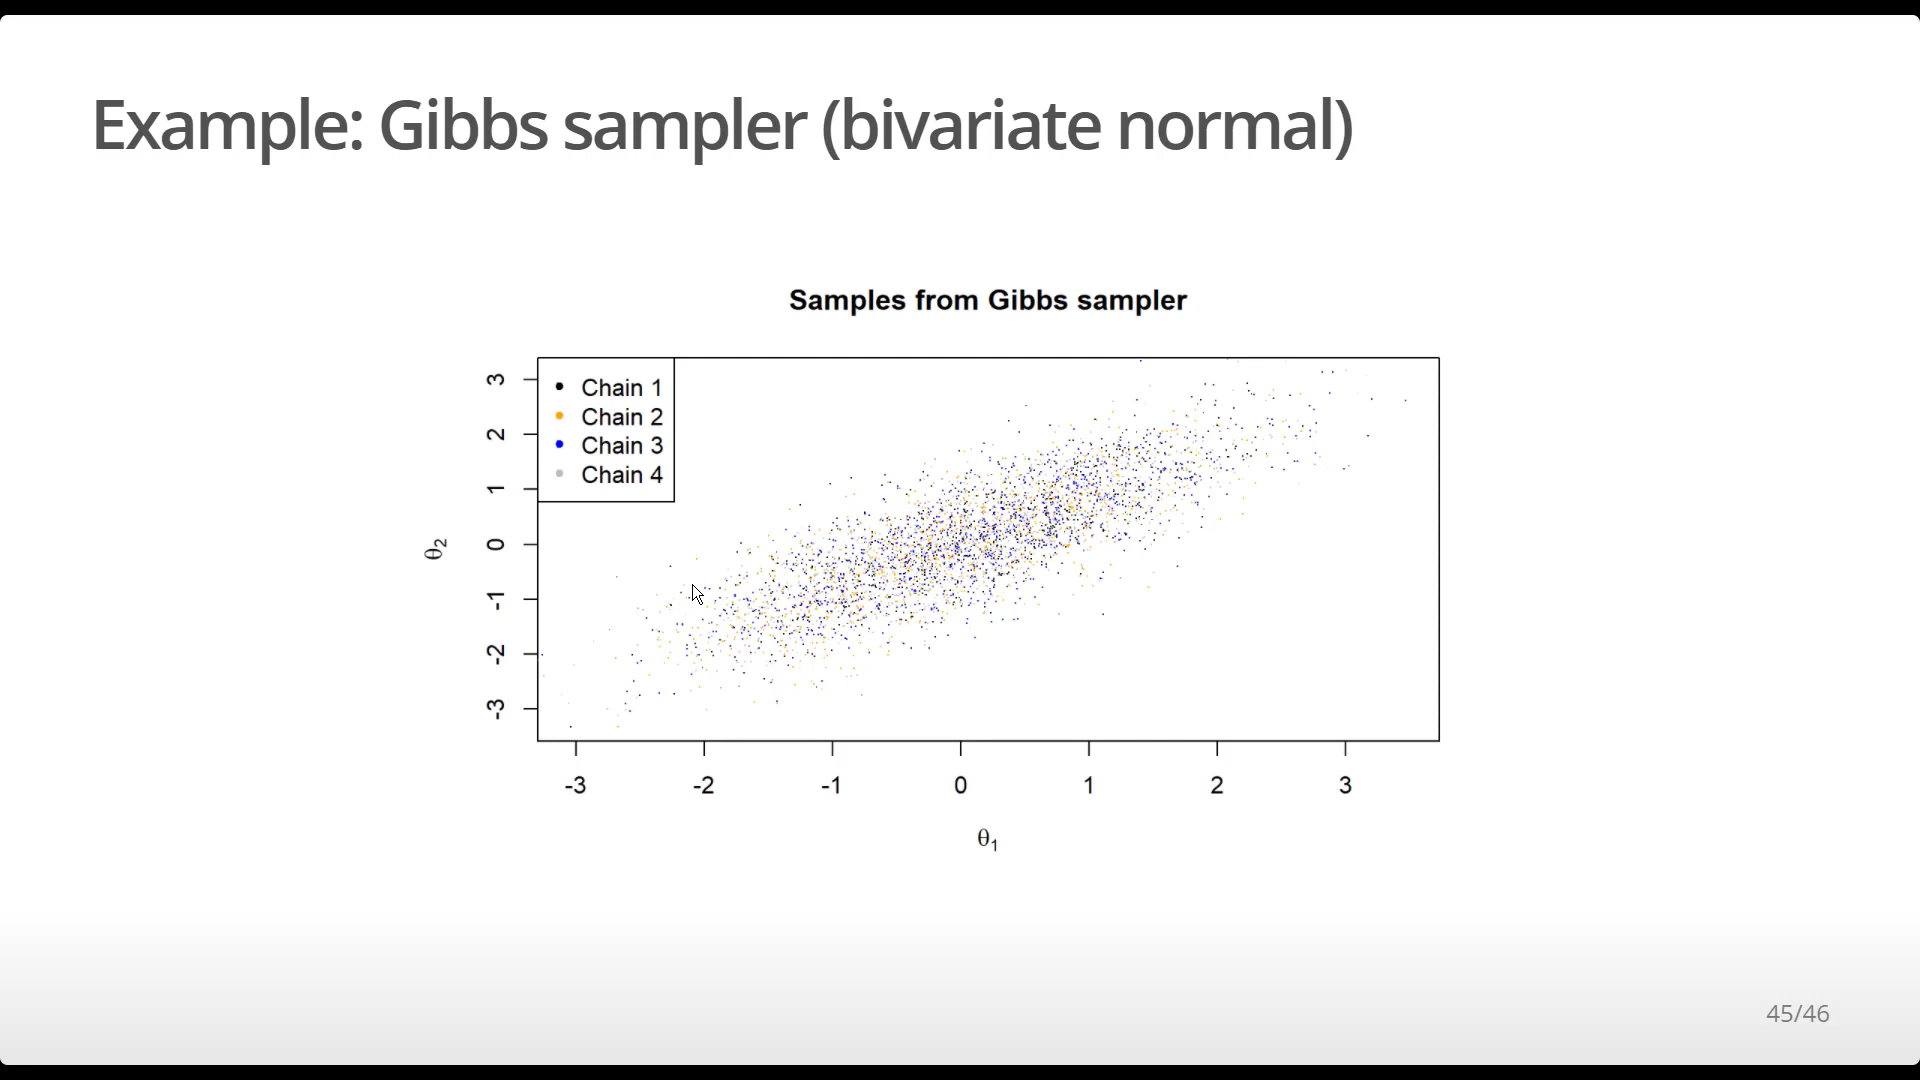 Example: Gibbs sampler (bivariate normal)
Samples from Gibbs sampler
Chain 1
Chain 2
Chain 3
Chain 4
3
2
1
0
-1
-2
-3
θ2
-3 -2 -1 0 1 2 3
θ1
45/46